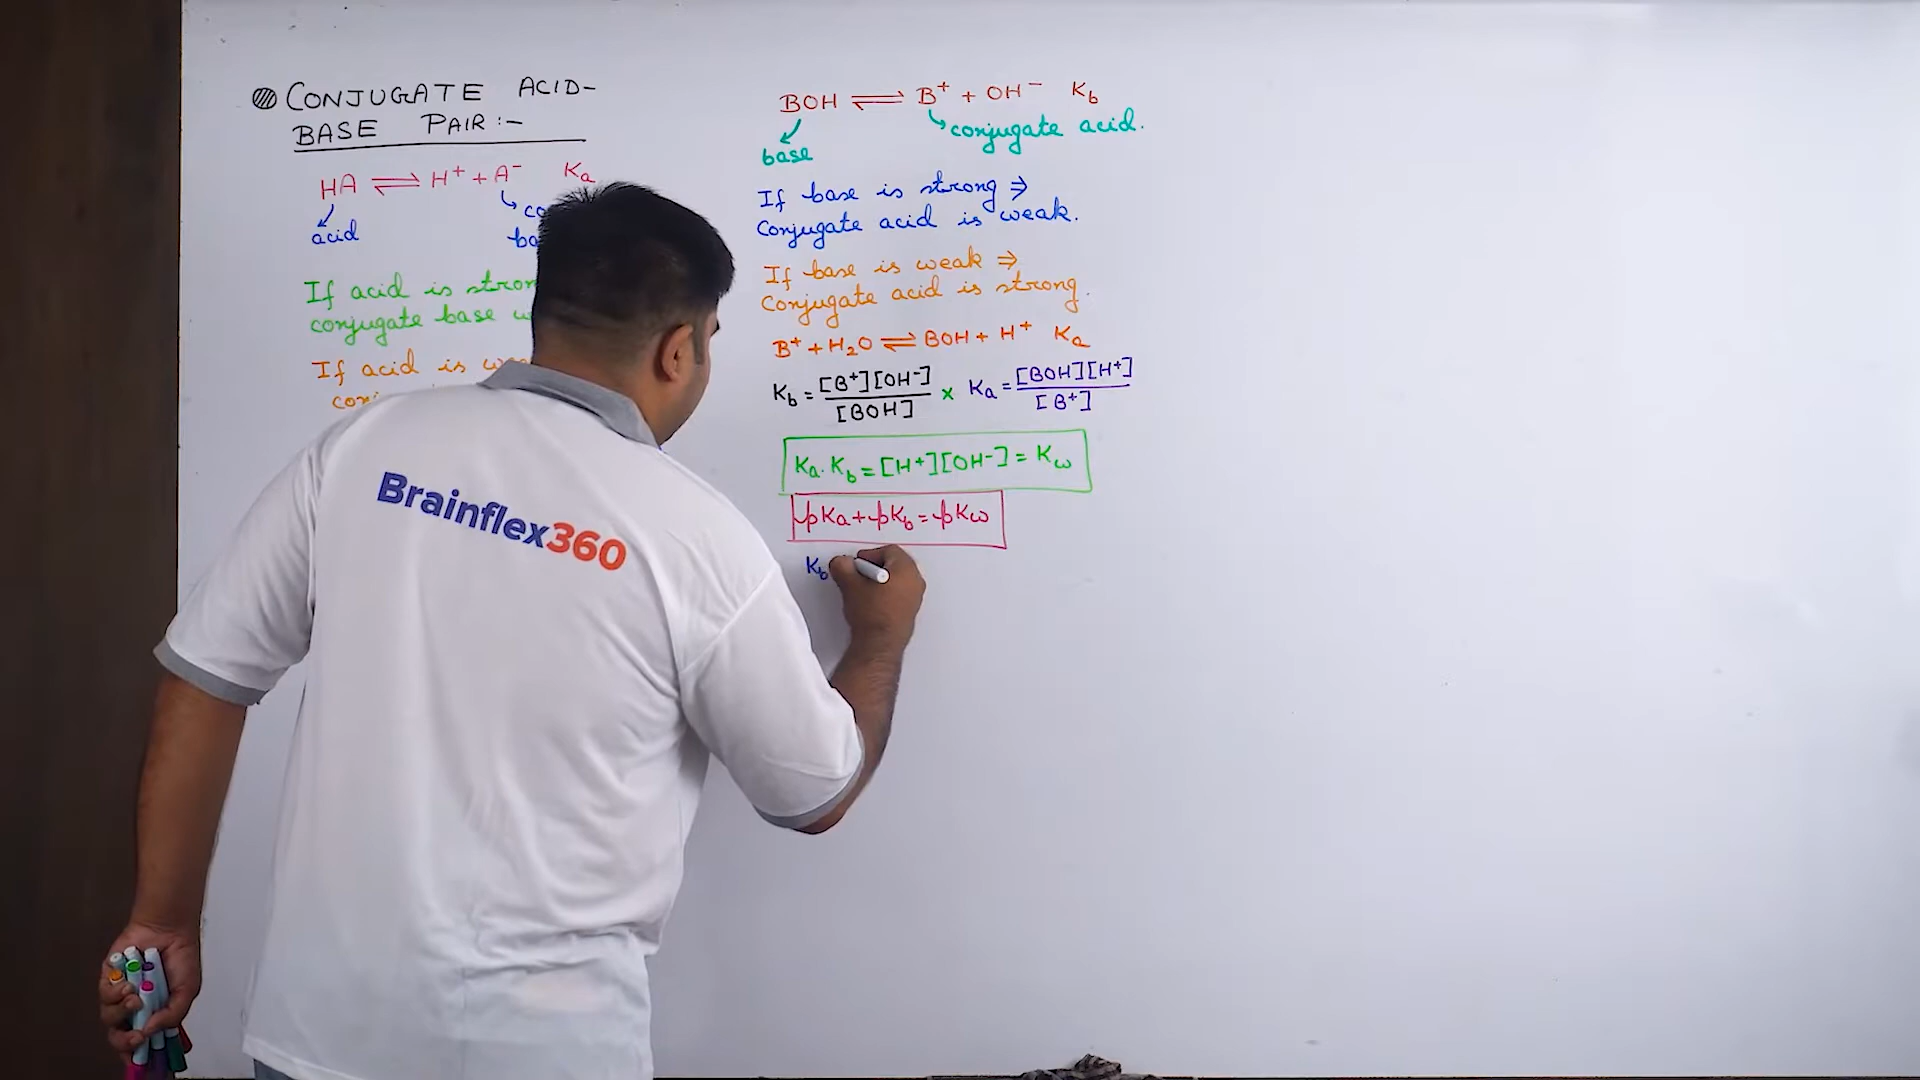 CONJUGATE ACID-
BASE PAIR :-
HA ⇌ H⁺ + A⁻ Ka
acid
If acid is
conjugate base
If acid is
BOH ⇌ B⁺ + OH⁻ Kb
conjugate acid.
base
If base is strong ⇒
Conjugate acid is weak.
If base is weak ⇒
Conjugate acid is strong.
B⁺ + H₂O ⇌ BOH + H⁺ Ka
Kb = [B⁺][OH⁻] / [BOH] × Ka = [BOH][H⁺] / [B⁺]
Ka. Kb = [H⁺][OH⁻] = Kw
pKa + pKb = pKw
Kb
Brainflex360